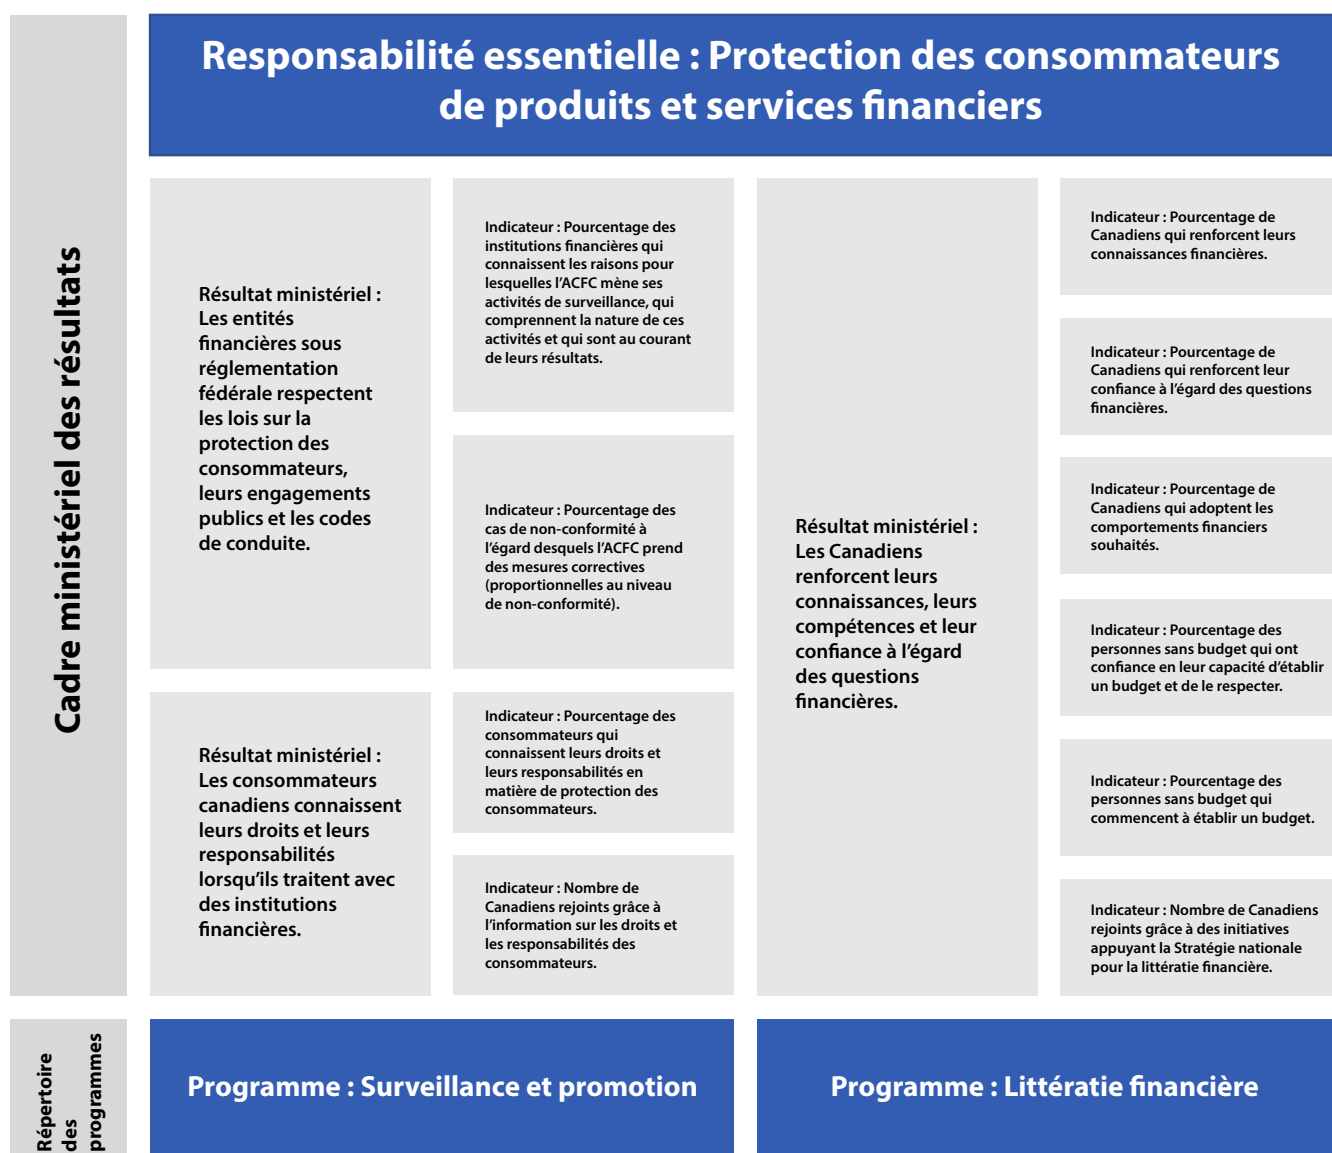 Responsabilité essentielle : Protection des consommateurs
de produits et services financiers
Cadre ministériel des résultats
Résultat ministériel :
Les entités
financières sous
réglementation
fédérale respectent
les lois sur la
protection des
consommateurs,
leurs engagements
publics et les codes
de conduite.
Indicateur : Pourcentage des
institutions financières qui
connaissent les raisons pour
lesquelles l’ACFC mène ses
activités de surveillance, qui
comprennent la nature de ces
activités et qui sont au courant
de leurs résultats.
Indicateur : Pourcentage des
cas de non-conformité à
l’égard desquels l’ACFC prend
des mesures correctives
(proportionnelles au niveau
de non-conformité).
Résultat ministériel :
Les consommateurs
canadiens connaissent
leurs droits et leurs
responsabilités
lorsqu'ils traitent avec
des institutions
financières.
Indicateur : Pourcentage des
consommateurs qui
connaissent leurs droits et
leurs responsabilités en
matière de protection des
consommateurs.
Indicateur : Nombre de
Canadiens rejoints grâce à
l’information sur les droits et
les responsabilités des
consommateurs.
Résultat ministériel :
Les Canadiens
renforcent leurs
connaissances, leurs
compétences et leur
confiance à l’égard
des questions
financières.
Indicateur : Pourcentage de
Canadiens qui renforcent leurs
connaissances financières.
Indicateur : Pourcentage de
Canadiens qui renforcent leur
confiance à l’égard des questions
financières.
Indicateur : Pourcentage de
Canadiens qui adoptent les
comportements financiers
souhaités.
Indicateur : Pourcentage des
personnes sans budget qui ont
confiance en leur capacité d’établir
un budget et de le respecter.
Indicateur : Pourcentage des
personnes sans budget qui
commencent à établir un budget.
Indicateur : Nombre de Canadiens
rejoints grâce à des initiatives
appuyant la Stratégie nationale
pour la littératie financière.
Répertoire
des
programmes
Programme : Surveillance et promotion
Programme : Littératie financière